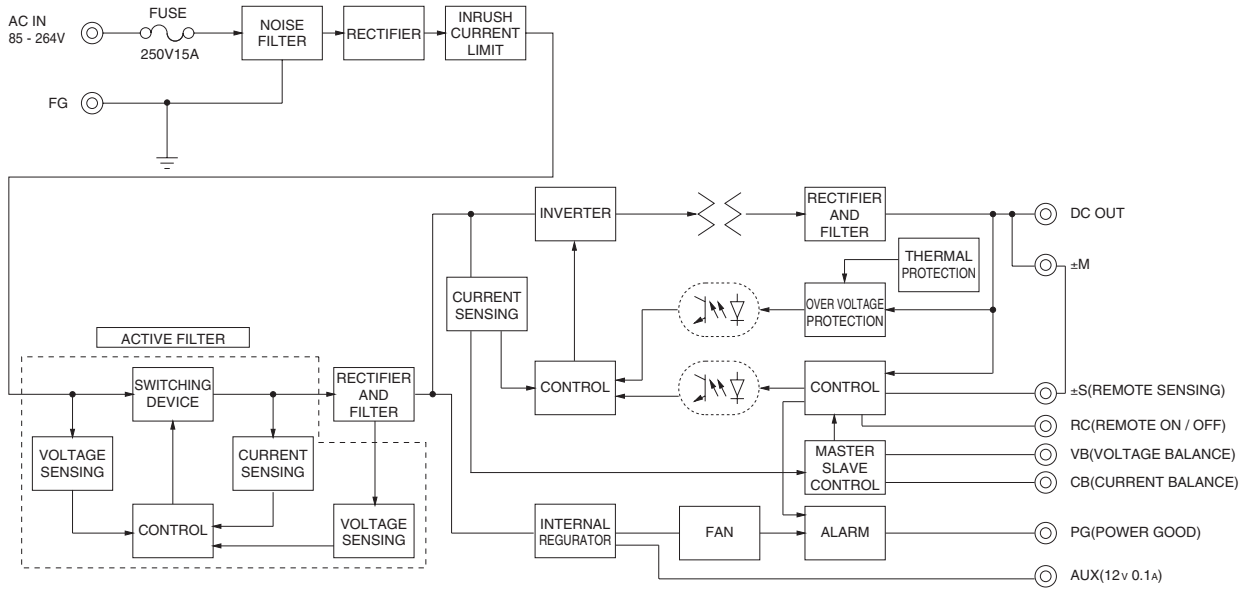 AC IN
85 - 264V
FUSE
250V15A
NOISE
FILTER
RECTIFIER
INRUSH
CURRENT
LIMIT
FG
INVERTER
RECTIFIER
AND
FILTER
DC OUT
THERMAL
PROTECTION
±M
CURRENT
SENSING
OVER VOLTAGE
PROTECTION
ACTIVE FILTER
SWITCHING
DEVICE
RECTIFIER
AND
FILTER
CONTROL
CONTROL
±S(REMOTE SENSING)
RC(REMOTE ON / OFF)
VOLTAGE
SENSING
CURRENT
SENSING
MASTER
SLAVE
CONTROL
VB(VOLTAGE BALANCE)
CB(CURRENT BALANCE)
CONTROL
VOLTAGE
SENSING
INTERNAL
REGURATOR
FAN
ALARM
PG(POWER GOOD)
AUX(12V 0.1A)